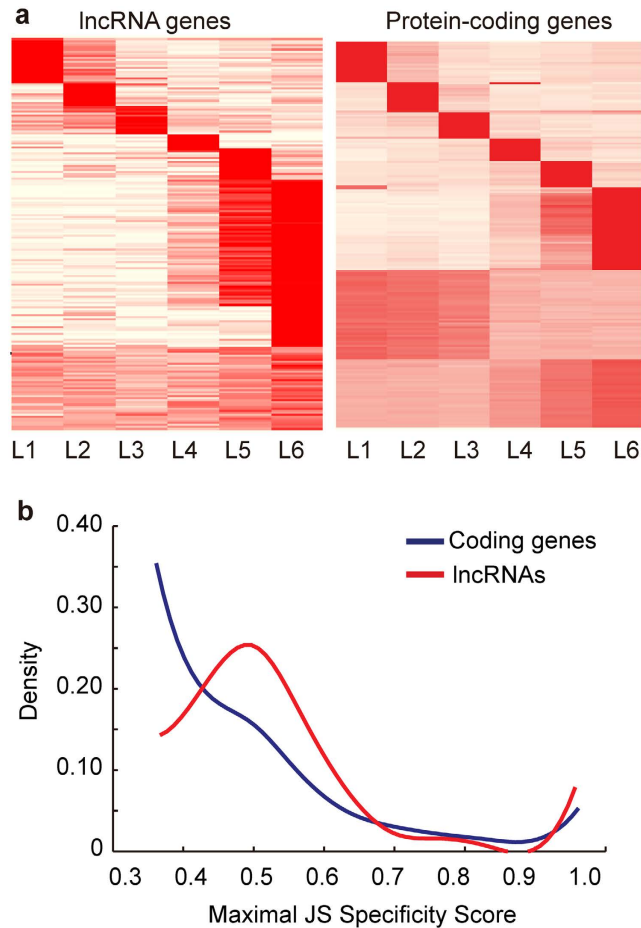 a
lncRNA genes Protein-coding genes
L1 L2 L3 L4 L5 L6 L1 L2 L3 L4 L5 L6
b
0.40
0.30
0.20
0.10
0
Density
Coding genes
lncRNAs
0.3 0.4 0.5 0.6 0.7 0.8 0.9 1.0
Maximal JS Specificity Score